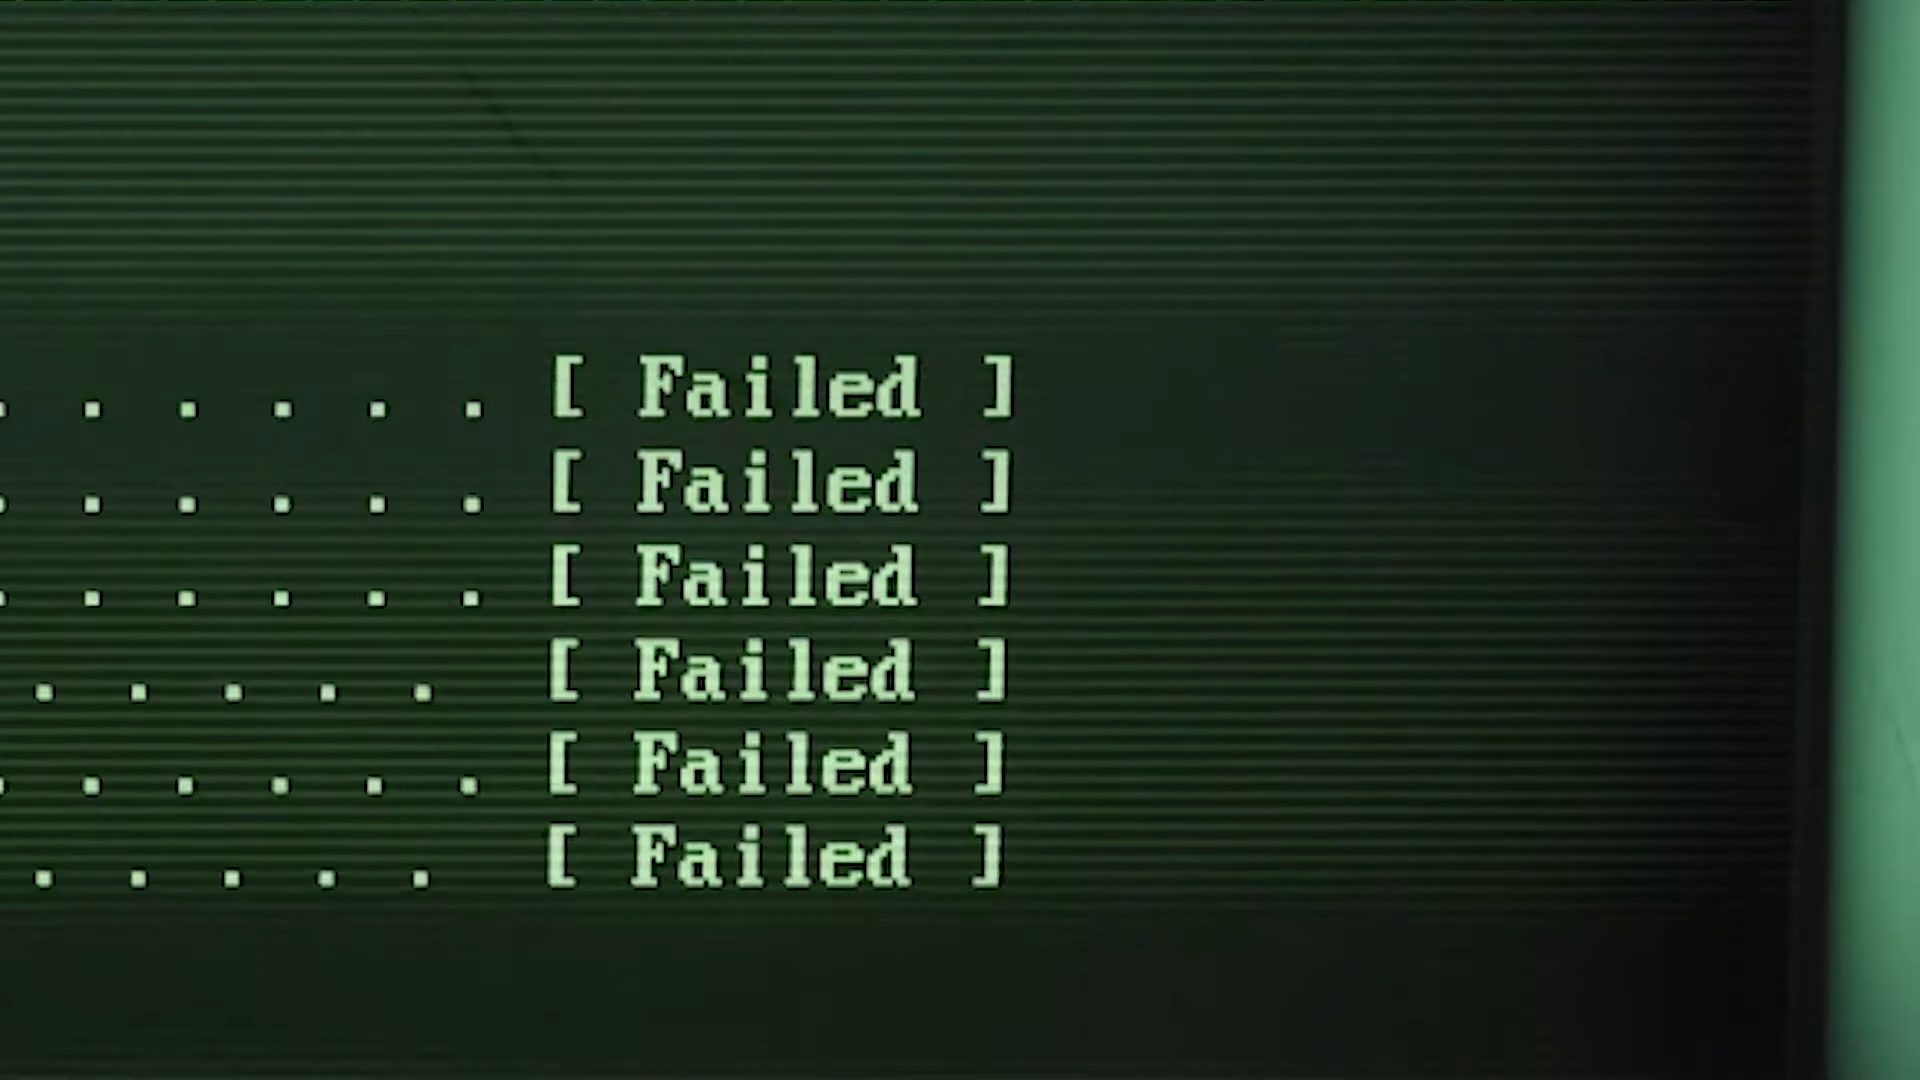 . . . . . . [ Failed ]
. . . . . . [ Failed ]
. . . . . . [ Failed ]
. . . . . [ Failed ]
. . . . . . [ Failed ]
. . . . . [ Failed ]